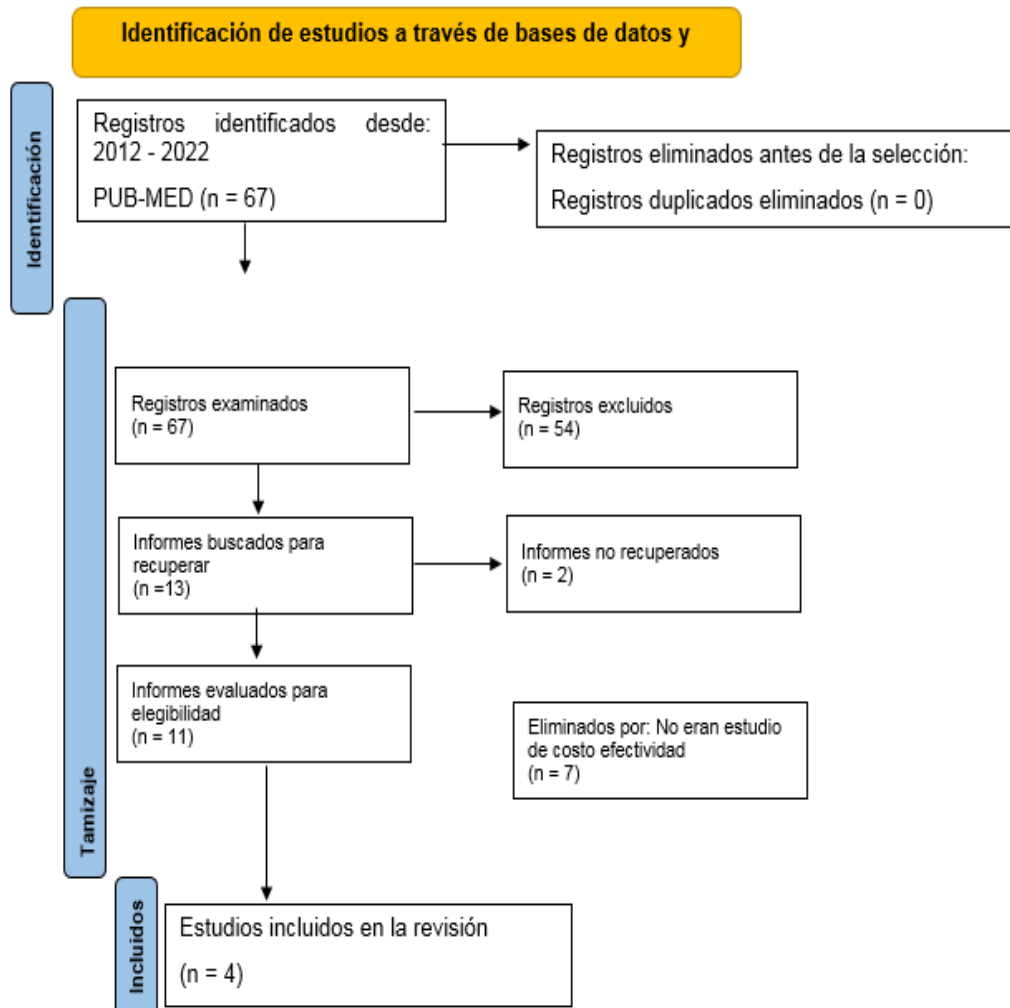 Identificación de estudios a través de bases de datos y
Identificación
Registros identificados desde:
2012 - 2022
PUB-MED (n = 67)
Registros eliminados antes de la selección:
Registros duplicados eliminados (n = 0)
Tamizaje
Registros examinados
(n = 67)
Registros excluidos
(n = 54)
Informes buscados para
recuperar
(n =13)
Informes no recuperados
(n = 2)
Informes evaluados para
elegibilidad
(n = 11)
Eliminados por: No eran estudio
de costo efectividad
(n = 7)
Incluidos
Estudios incluidos en la revisión
(n = 4)